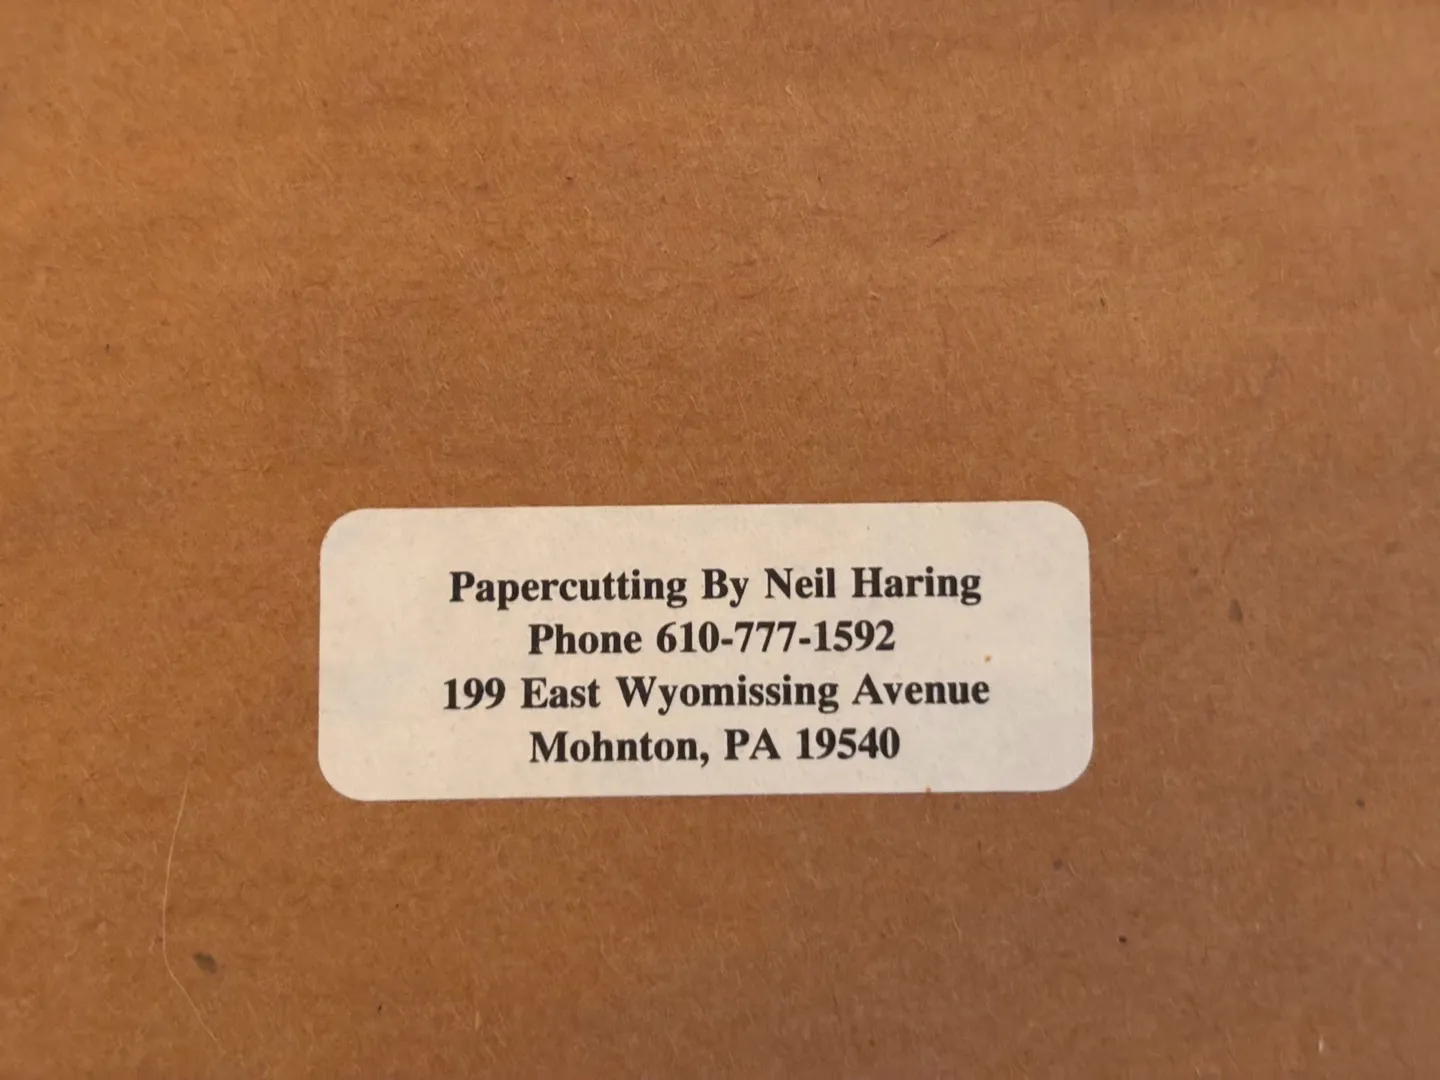 Papercutting By Neil Haring
Phone 610-777-1592
199 East Wyomissing Avenue
Mohnton, PA 19540